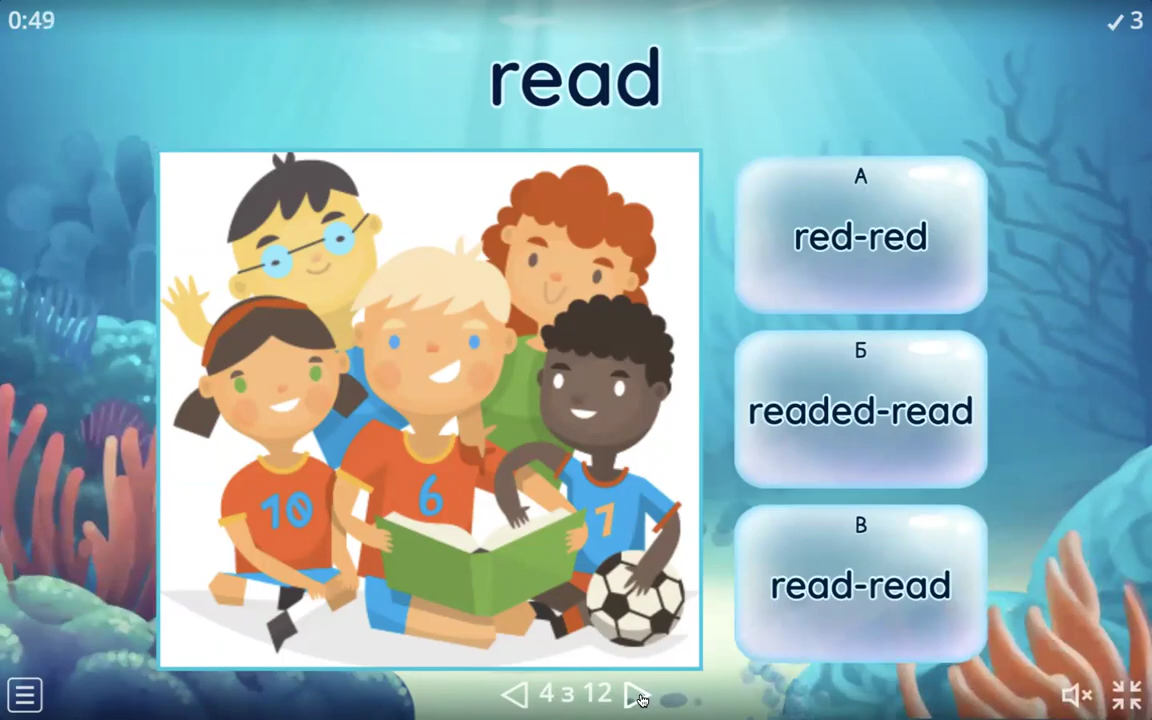 0:49
✓ 3
read
А
red-red
Б
readed-read
В
read-read
10
6
7
4 з 12